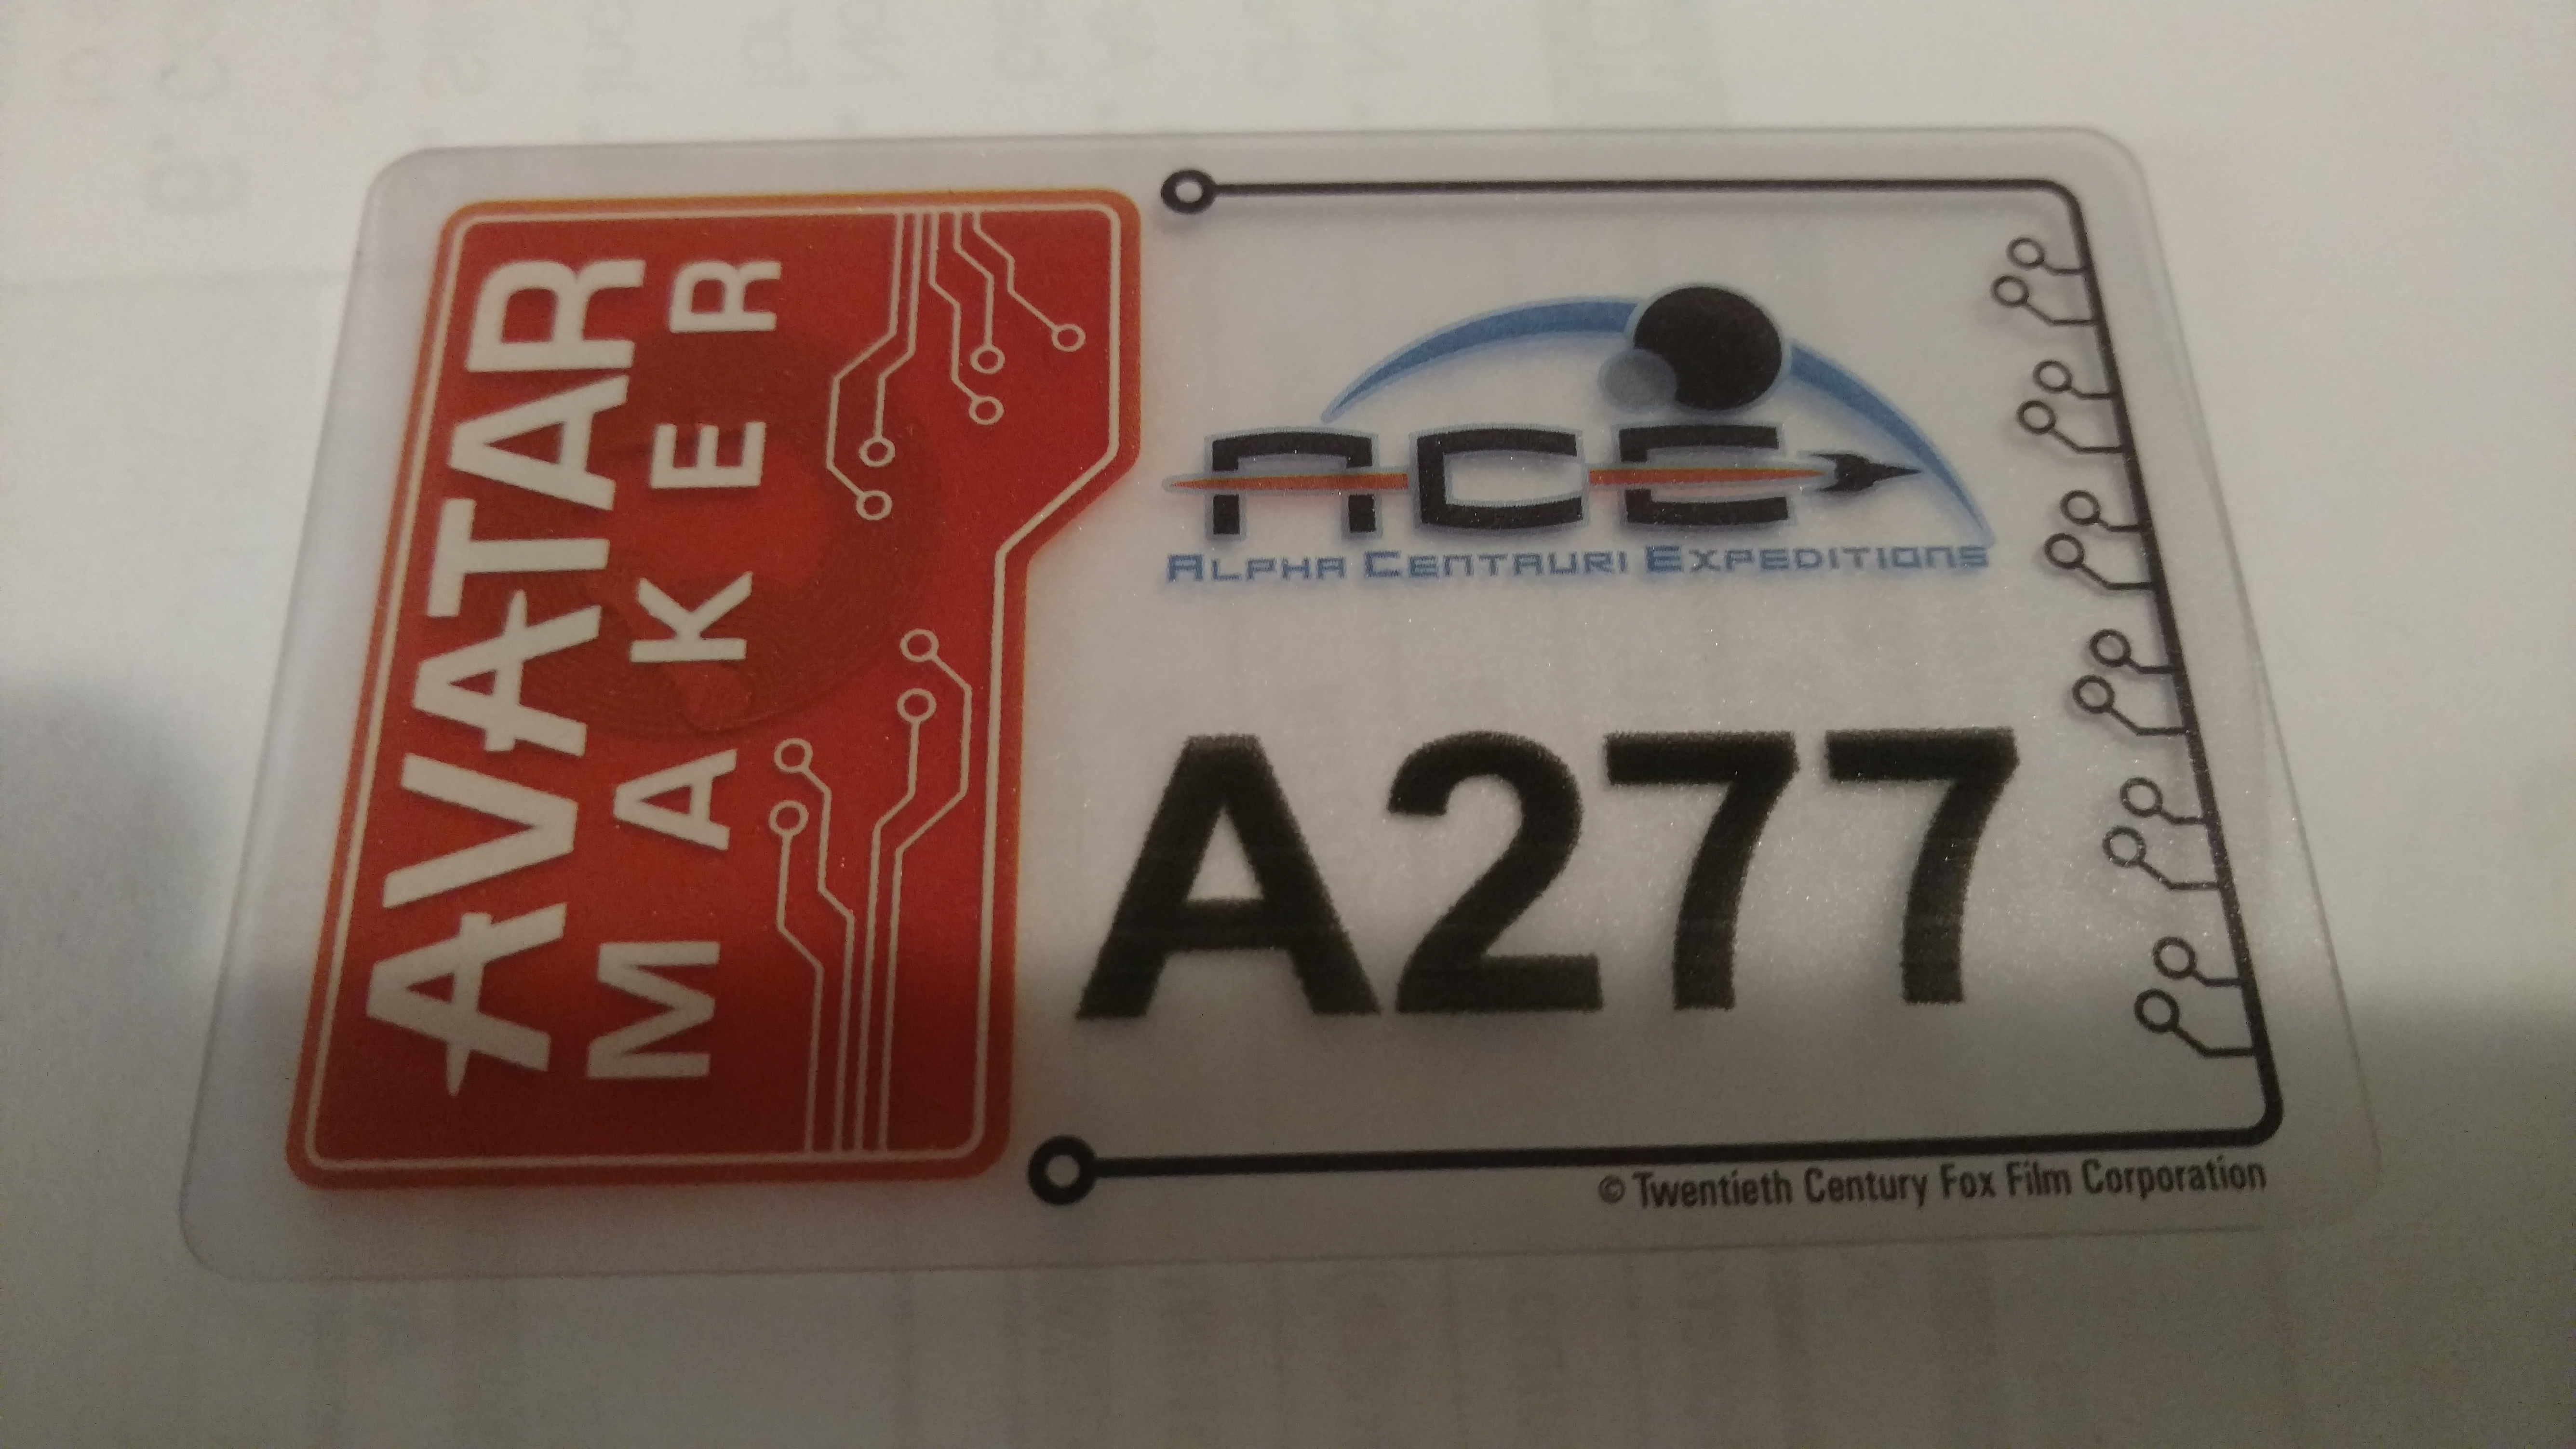 AVATAR
MAKER
ACE
ALPHA CENTAURI EXPEDITIONS
A277
© Twentieth Century Fox Film Corporation